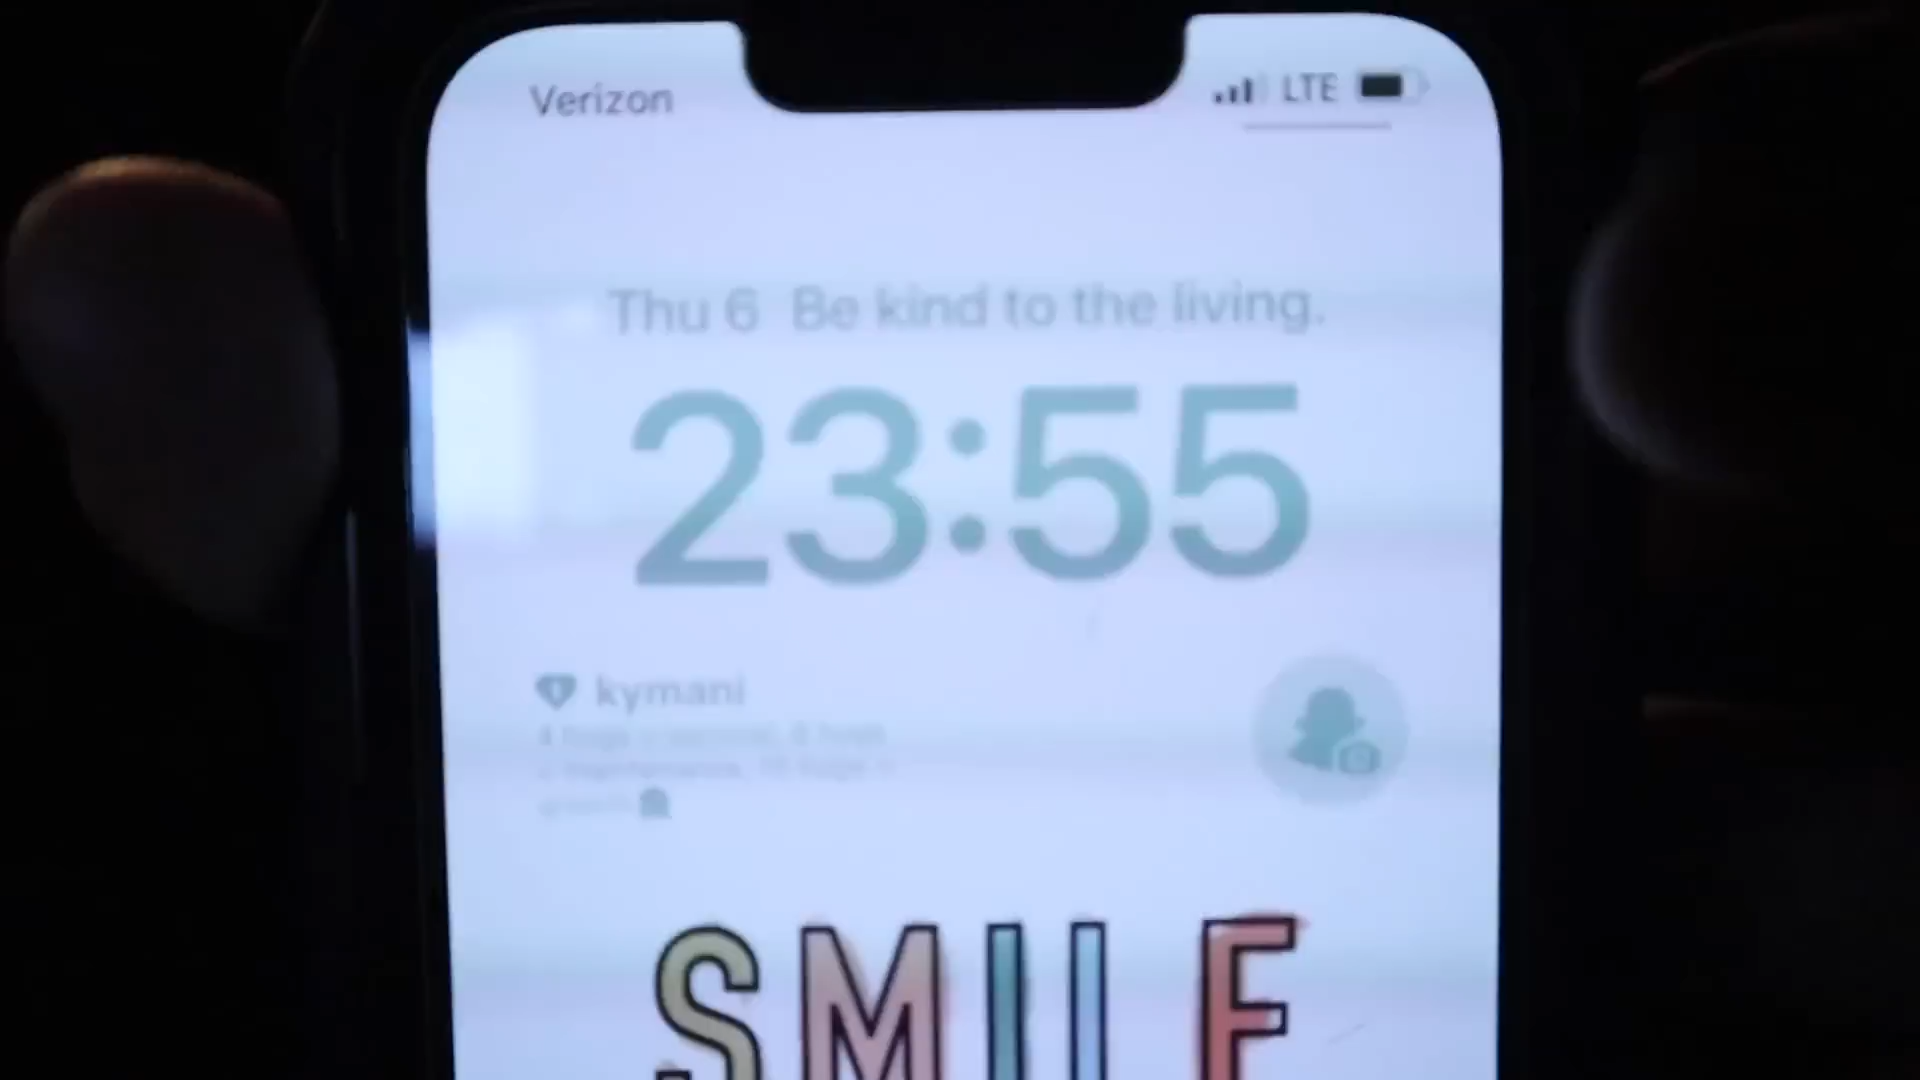 Verizon LTE
Thu 6 Be kind to the living.
23:55
kymani
SMILE